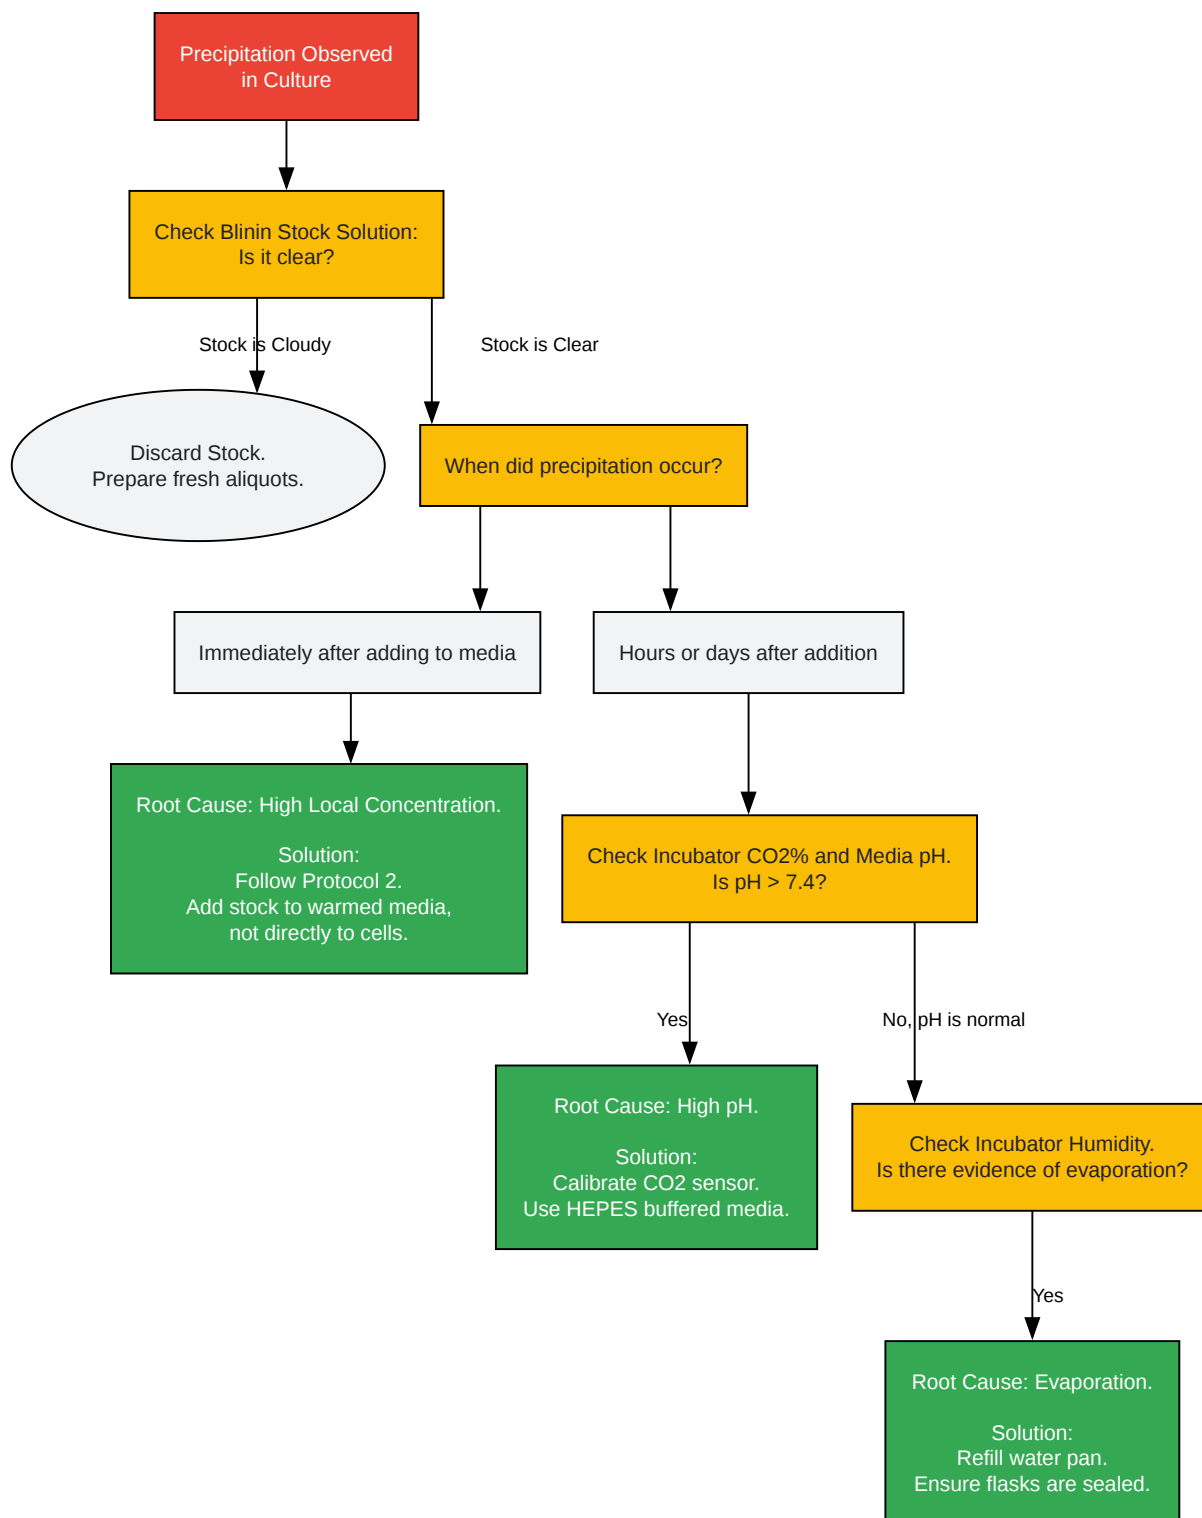 Precipitation Observed
in Culture
Check Blinin Stock Solution:
Is it clear?
Stock is Cloudy
Stock is Clear
Discard Stock.
Prepare fresh aliquots.
When did precipitation occur?
Immediately after adding to media
Hours or days after addition
Root Cause: High Local Concentration.
Solution:
Follow Protocol 2.
Add stock to warmed media,
not directly to cells.
Check Incubator CO2% and Media pH.
Is pH > 7.4?
Yes
No, pH is normal
Root Cause: High pH.
Solution:
Calibrate CO2 sensor.
Use HEPES buffered media.
Check Incubator Humidity.
Is there evidence of evaporation?
Yes
Root Cause: Evaporation.
Solution:
Refill water pan.
Ensure flasks are sealed.